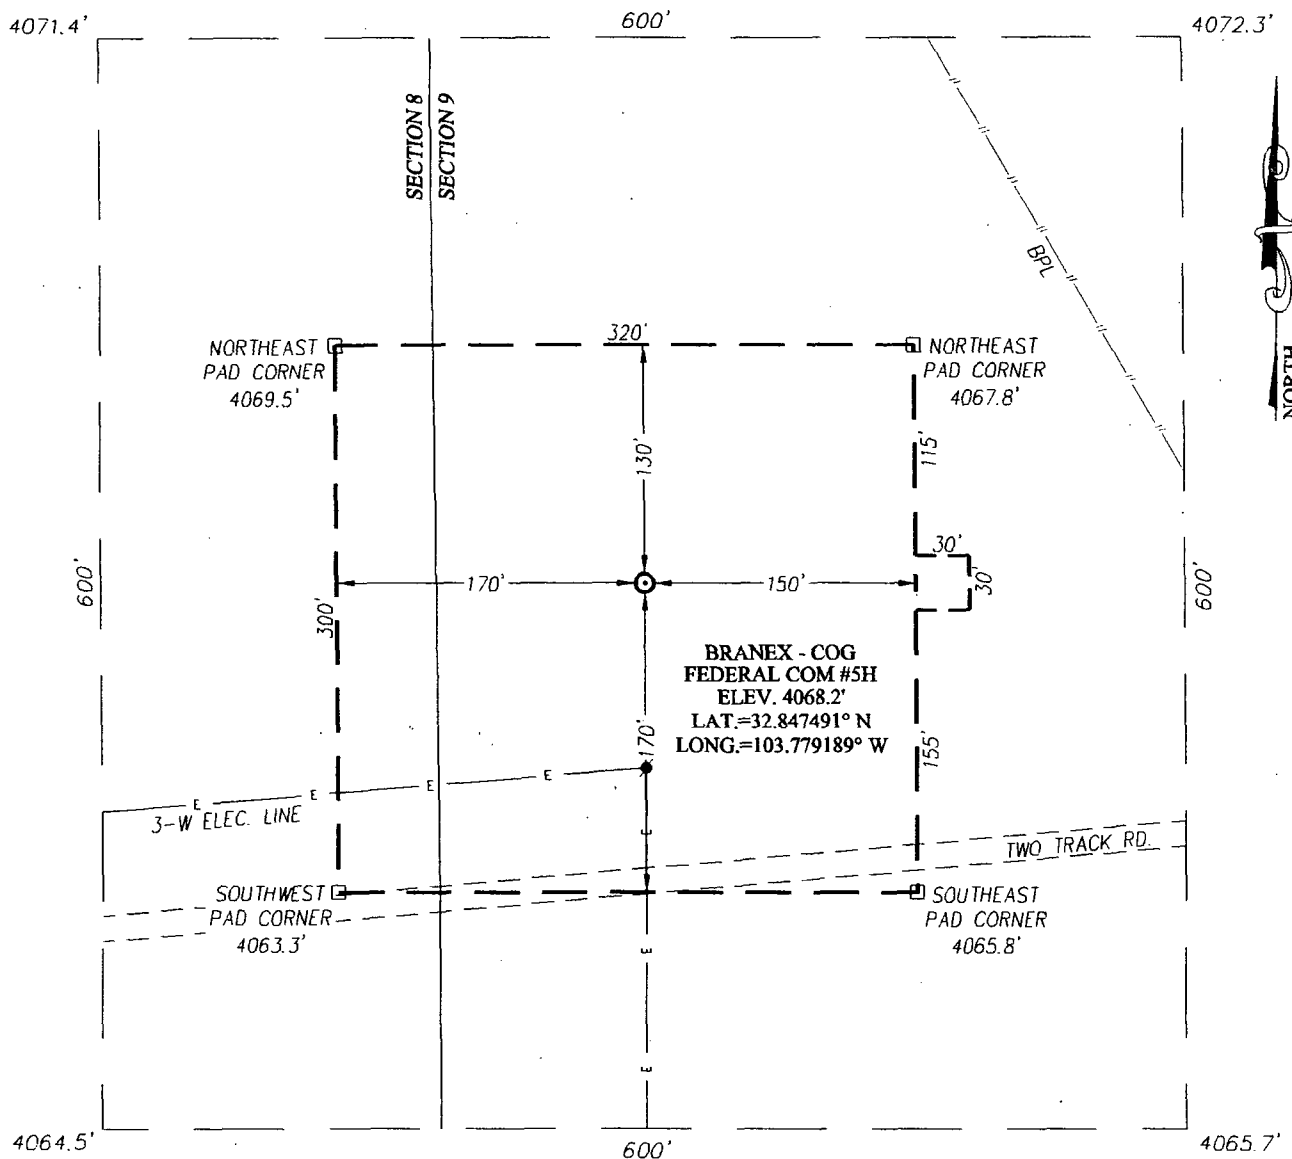 4071.4'
600'
4072.3'
SECTION 8
SECTION 9
BPL
NORTH
NORTHEAST
PAD CORNER
4069.5'
320'
NORTHEAST
PAD CORNER
4067.8'
130'
115'
30'
30'
600'
170'
150'
600'
300'
BRANEX - COG
FEDERAL COM #5H
ELEV. 4068.2'
LAT.=32.847491° N
LONG.=103.779189° W
170'
155'
E
E
E
E
3-W ELEC. LINE
TWO TRACK RD.
E
SOUTHWEST
PAD CORNER
4063.3'
SOUTHEAST
PAD CORNER
4065.8'
E
E
4064.5'
600'
4065.7'